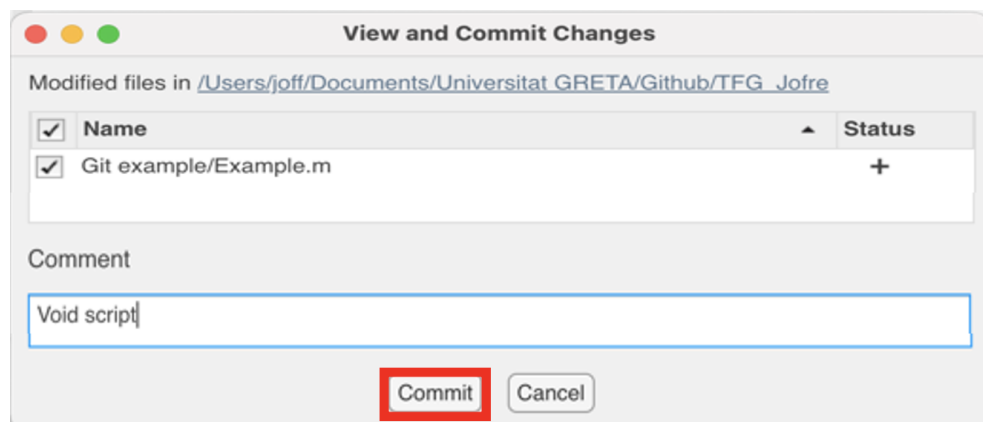 View and Commit Changes
Modified files in /Users/joff/Documents/Universitat GRETA/Github/TFG_Jofre
Name Status
Git example/Example.m +
Comment
Void script
Commit Cancel